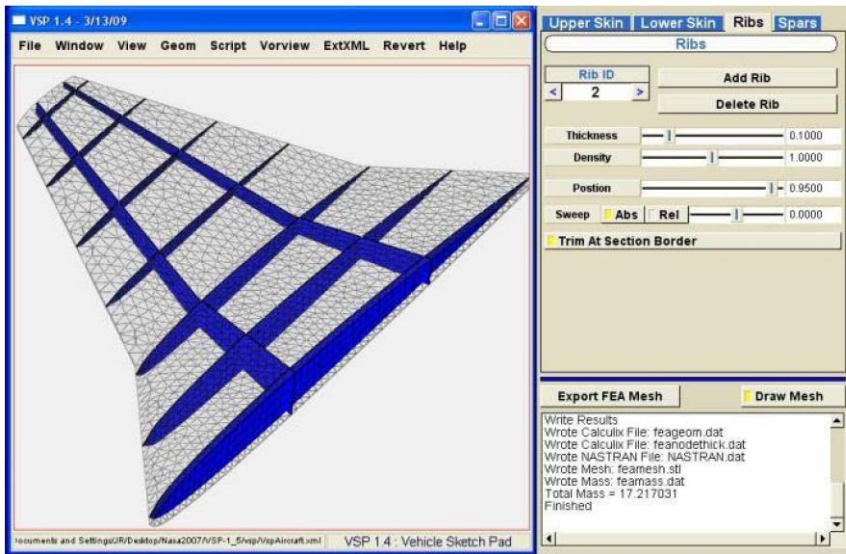 VSP 1.4 - 3/13/09
File Window View Geom Script Vorview ExtXML Revert Help
Upper Skin Lower Skin Ribs Spars
Ribs
Rib ID
< 2 >
Add Rib
Delete Rib
Thickness 0.1000
Density 1.0000
Postion 0.9500
Sweep Abs Rel 0.0000
Trim At Section Border
Export FEA Mesh Draw Mesh
Write Results
Wrote Calculix File: feageom.dat
Wrote Calculix File: feanodethick.dat
Wrote NASTRAN File: NASTRAN.dat
Wrote Mesh: feamesh.stl
Wrote Mass: feamass.dat
Total Mass = 17.217031
Finished
ocuments and Settings/JR/Desktop/Nasa2007/VSP-1_5/vsp/VspAircraft.xml VSP 1.4 : Vehicle Sketch Pad